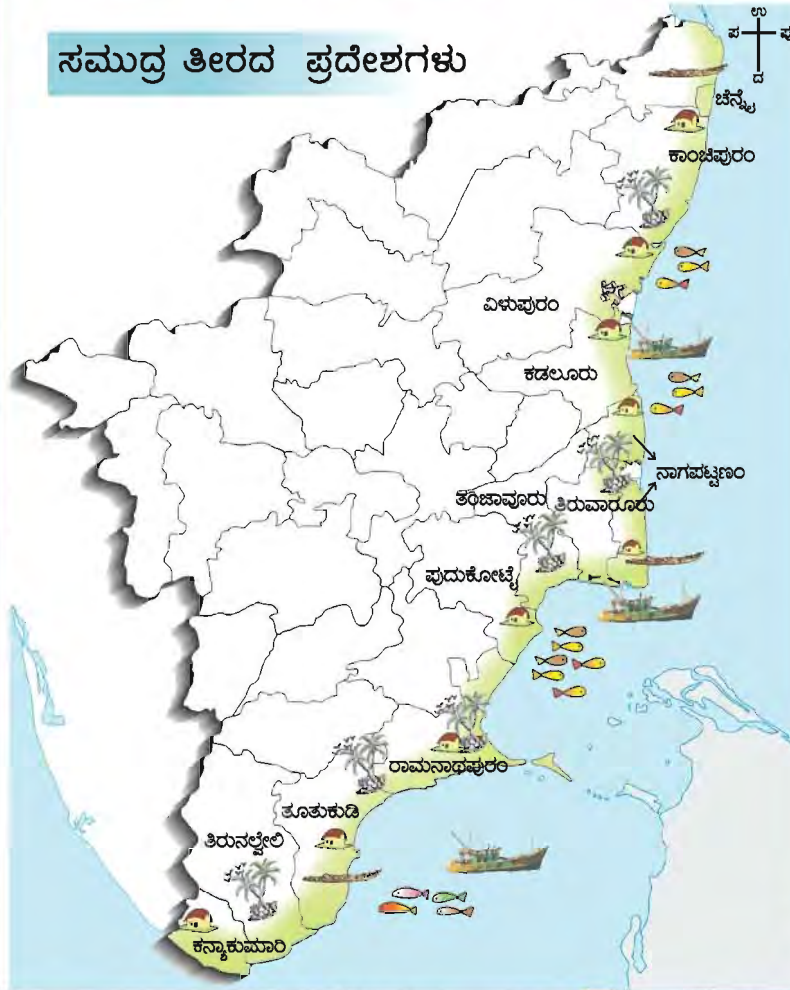 ಸಮುದ್ರ ತೀರದ ಪ್ರದೇಶಗಳು
ಉ
ಪ
ಪೂ
ದ
ಚೆನ್ನೈ
ಕಾಂಚಿಪುರಂ
ವಿಳುಪುರಂ
ಕಡಲೂರು
ನಾಗಪಟ್ಟಣಂ
ತಂಜಾವೂರು
ತಿರುವಾರೂರು
ಪುದುಕೋಟೈ
ರಾಮನಾಥಪುರಂ
ತೂತುಕುಡಿ
ತಿರುನಲ್ವೇಲಿ
ಕನ್ಯಾಕುಮಾರಿ